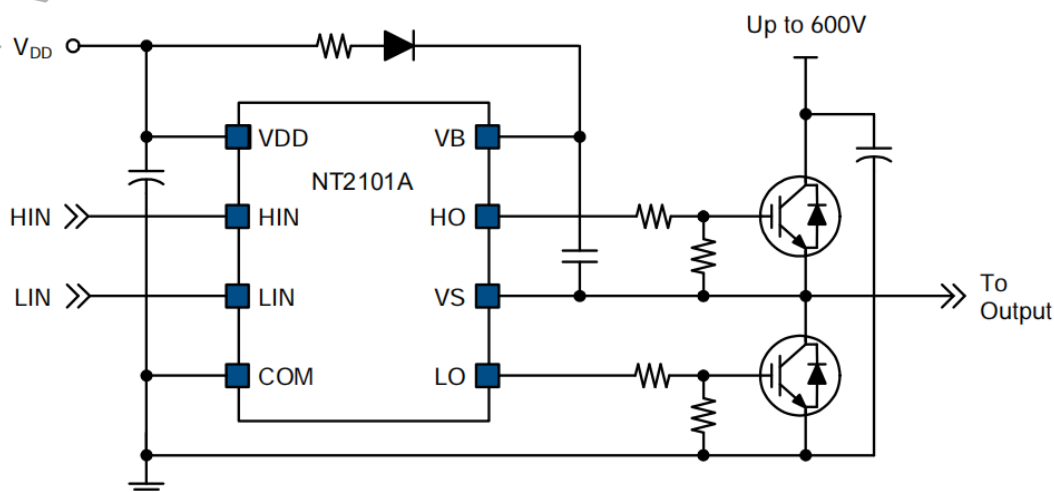 Up to 600V
VDD
VDD
VB
NT2101A
HIN
HIN
HO
LIN
LIN
VS
To
Output
COM
LO